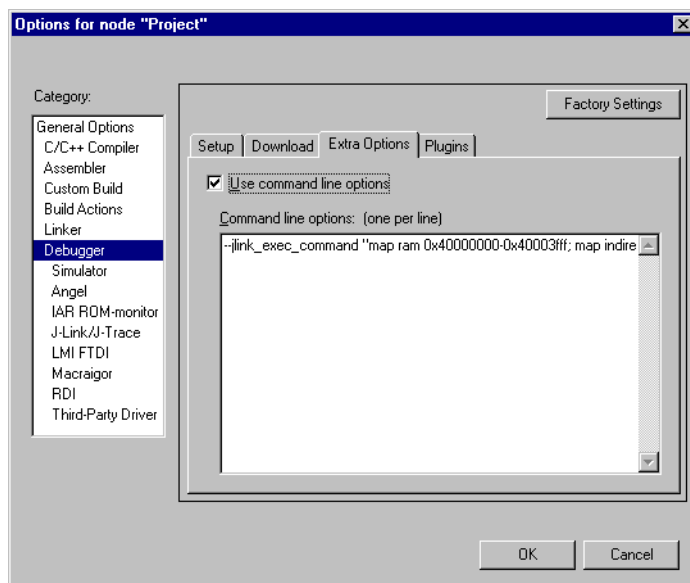 Options for node "Project"
Category:
Factory Settings
General Options
C/C++ Compiler
Assembler
Custom Build
Build Actions
Linker
Debugger
Simulator
Angel
IAR ROM-monitor
J-Link/J-Trace
LMI FTDI
Macraigor
RDI
Third-Party Driver
Setup Download Extra Options Plugins
Use command line options
Command line options: (one per line)
--jlink_exec_command "map ram 0x40000000-0x40003fff; map indire
OK Cancel